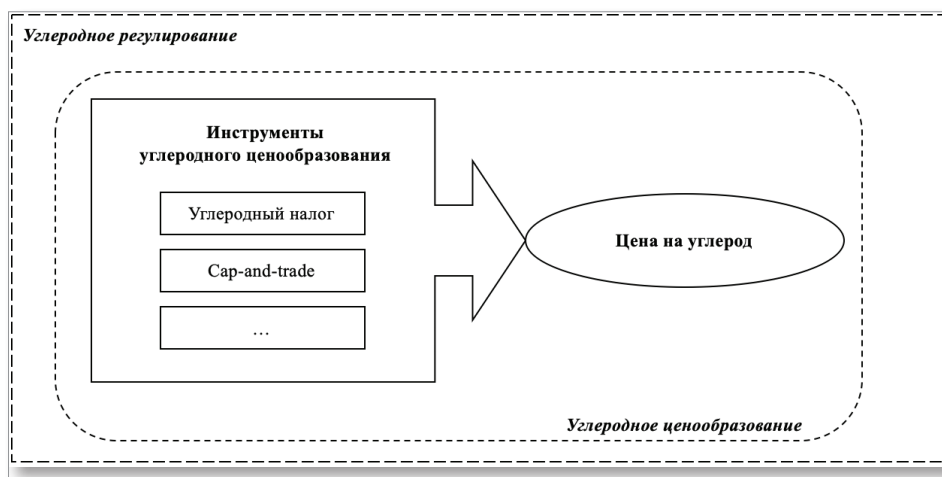 Углеродное регулирование
Инструменты
углеродного ценообразования
Углеродный налог
Cap-and-trade
…
Цена на углерод
Углеродное ценообразование